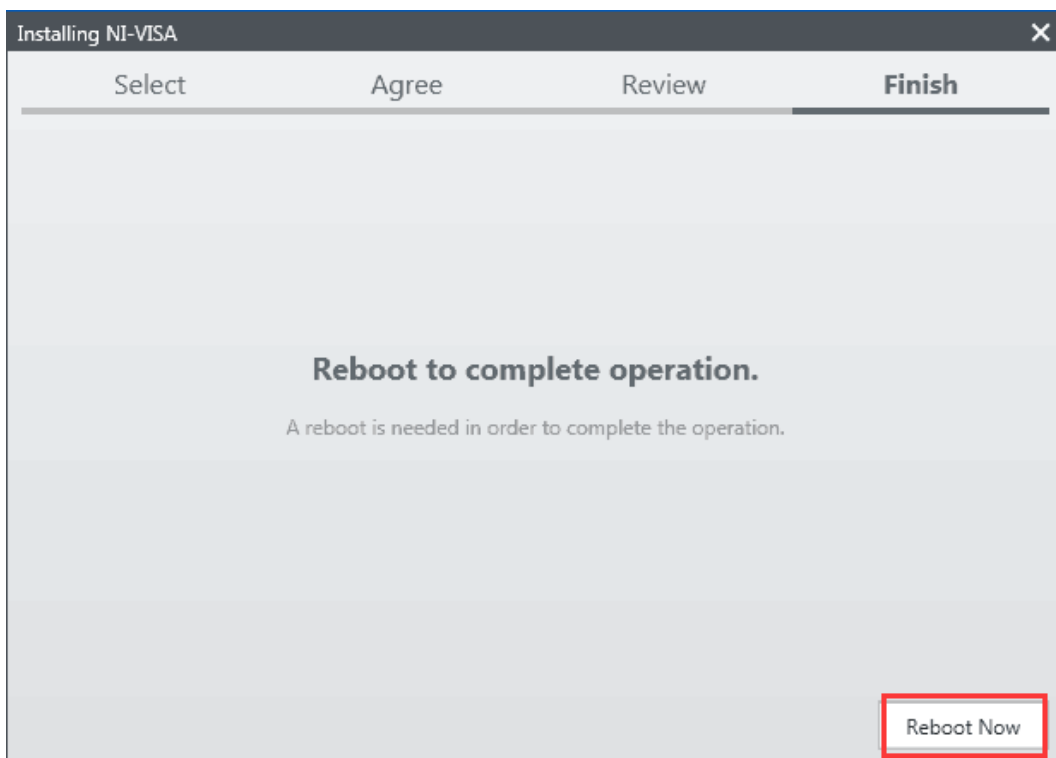 Installing NI-VISA
Select Agree Review Finish
Reboot to complete operation.
A reboot is needed in order to complete the operation.
Reboot Now